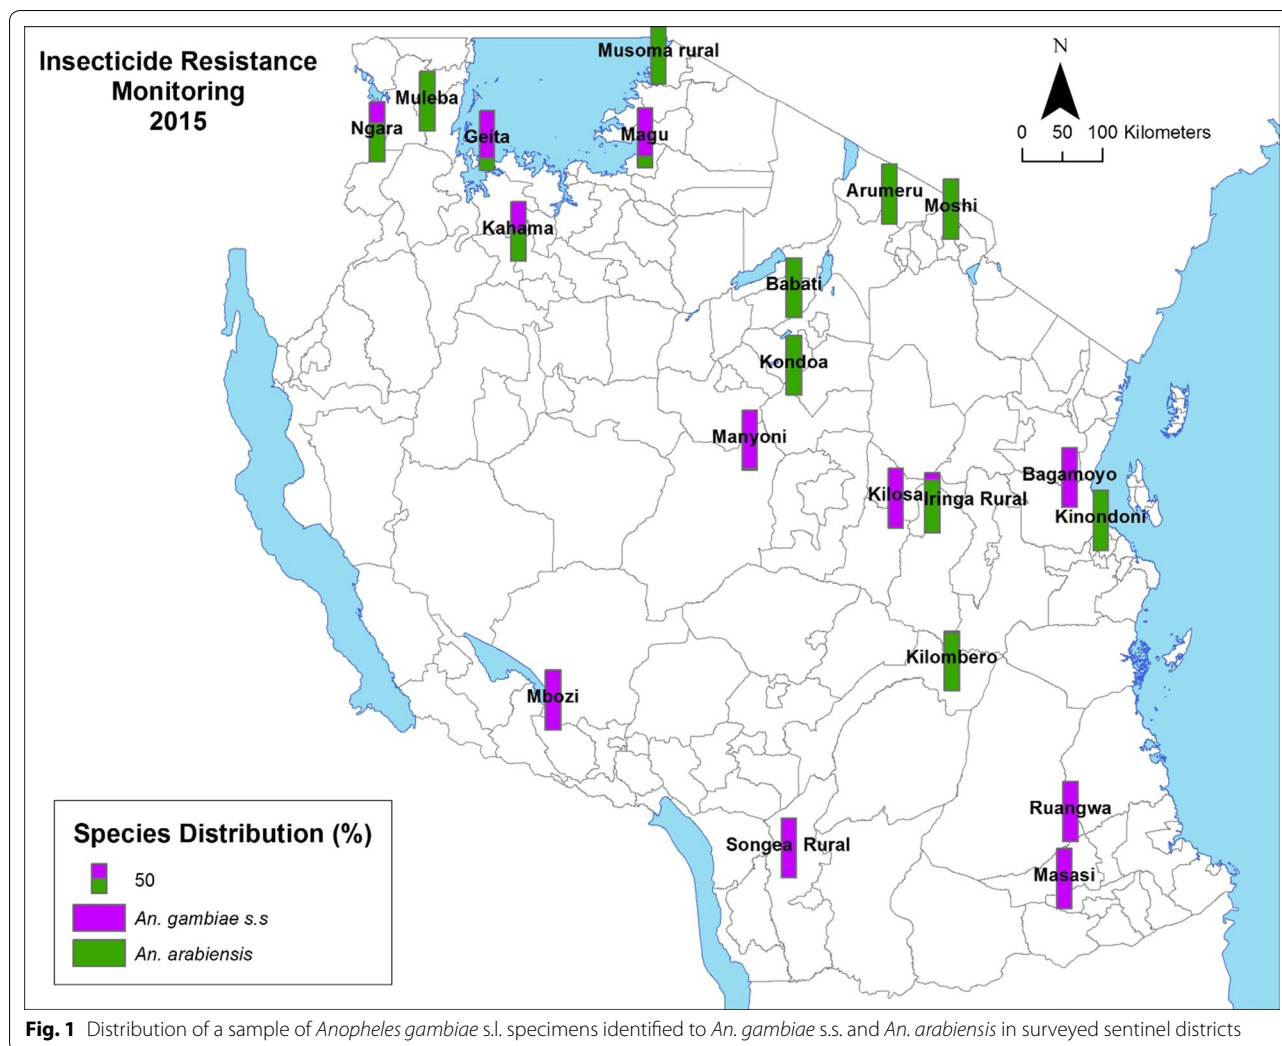 Insecticide Resistance
Monitoring
2015
Musoma rural
N
0 50 100 Kilometers
Muleba
Ngara
Geita
Magu
Arumeru
Moshi
Kahama
Babati
Kondoa
Manyoni
Bagamoyo
Kilosa
Iringa Rural
Kinondoni
Kilombero
Mbozi
Ruangwa
Songea Rural
Masasi
Species Distribution (%)
50
An. gambiae s.s
An. arabiensis
Fig. 1 Distribution of a sample of Anopheles gambiae s.l. specimens identified to An. gambiae s.s. and An. arabiensis in surveyed sentinel districts